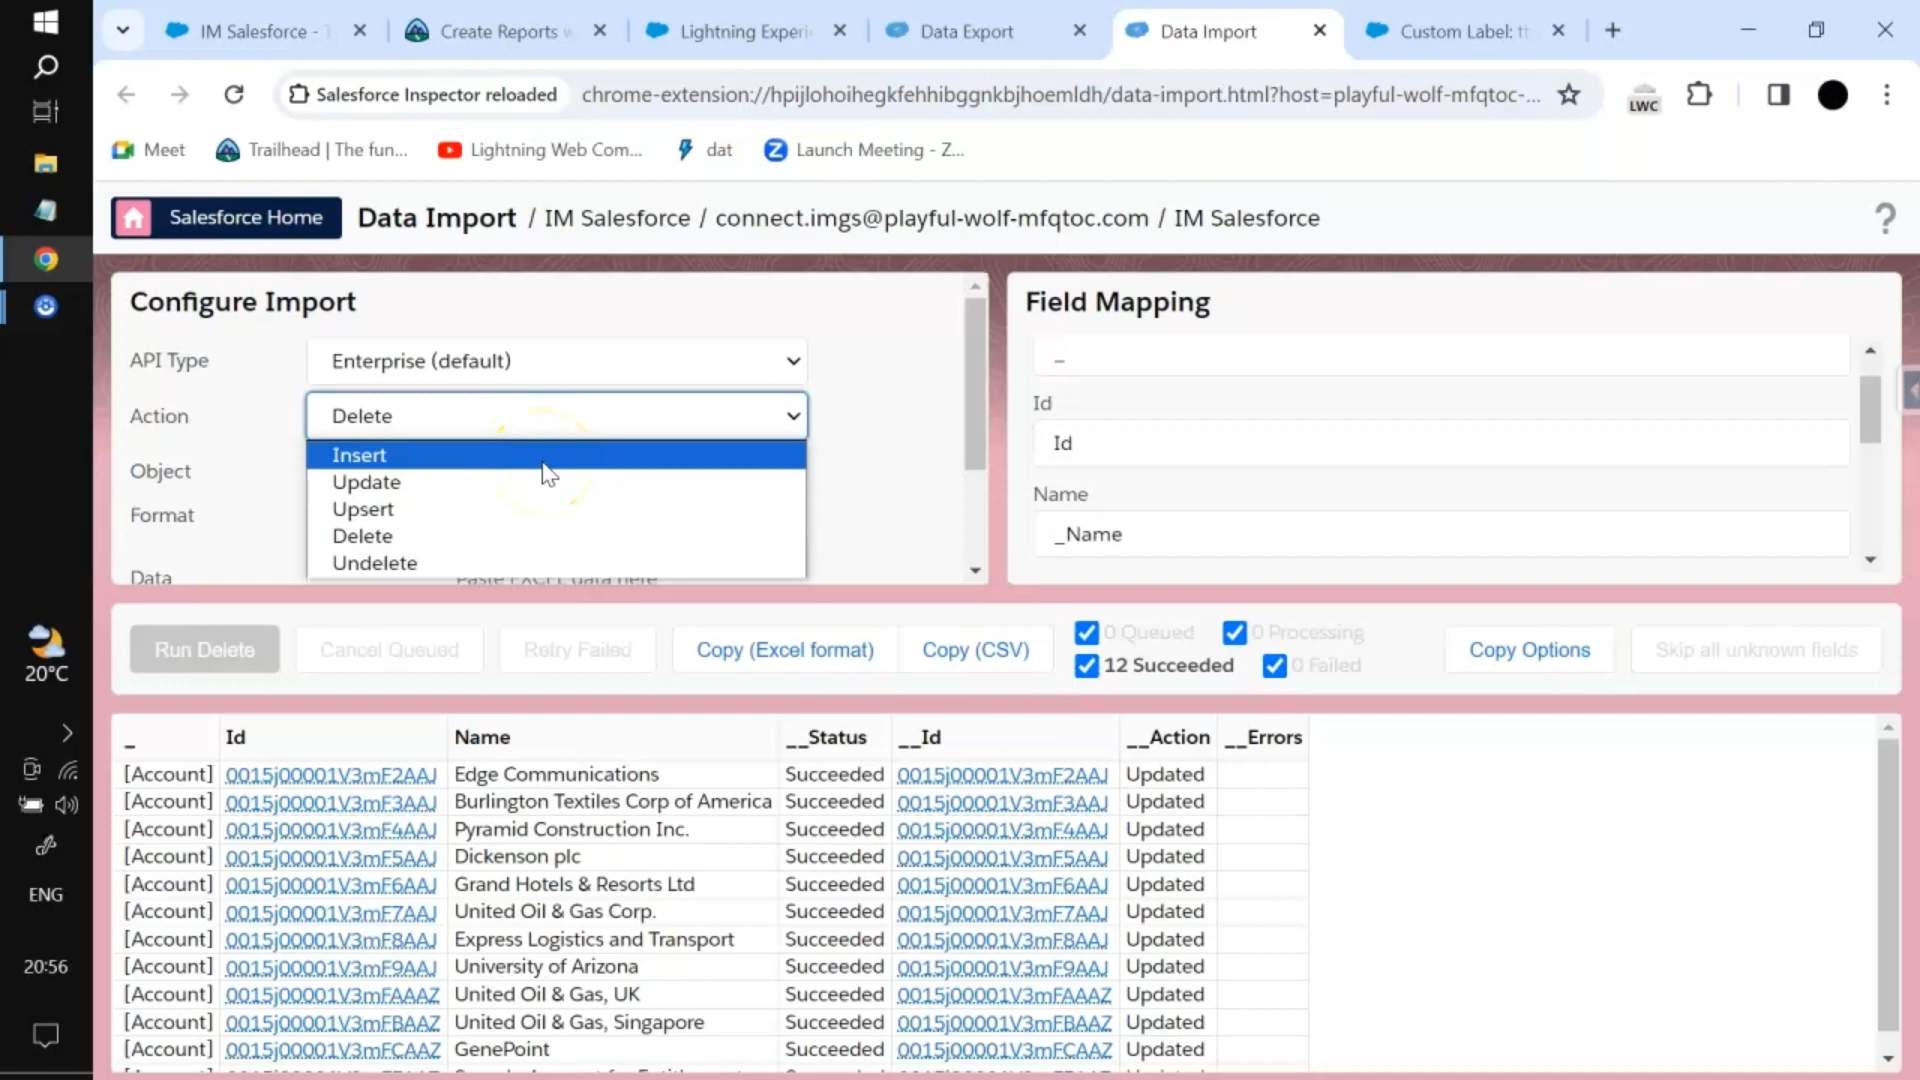 IM Salesforce - T
Create Reports w
Lightning Experi
Data Export
Data Import
Custom Label: th
Salesforce Inspector reloaded
chrome-extension://hpijlohoihegkfehhibggnkbjhoemldh/data-import.html?host=playful-wolf-mfqtoc-...
LWC
Meet
Trailhead | The fun...
Lightning Web Com...
dat
Launch Meeting - Z...
Salesforce Home
Data Import / IM Salesforce / connect.imgs@playful-wolf-mfqtoc.com / IM Salesforce
?
Configure Import
API Type
Enterprise (default)
Action
Delete
Insert
Update
Upsert
Delete
Undelete
Object
Format
Data
Paste EXCEL data here
Field Mapping
_
Id
Id
Name
_Name
Run Delete
Cancel Queued
Retry Failed
Copy (Excel format)
Copy (CSV)
0 Queued
0 Processing
12 Succeeded
0 Failed
Copy Options
Skip all unknown fields
_ Id Name __Status __Id __Action __Errors
[Account] 0015j00001V3mF2AAJ Edge Communications Succeeded 0015j00001V3mF2AAJ Updated
[Account] 0015j00001V3mF3AAJ Burlington Textiles Corp of America Succeeded 0015j00001V3mF3AAJ Updated
[Account] 0015j00001V3mF4AAJ Pyramid Construction Inc. Succeeded 0015j00001V3mF4AAJ Updated
[Account] 0015j00001V3mF5AAJ Dickenson plc Succeeded 0015j00001V3mF5AAJ Updated
[Account] 0015j00001V3mF6AAJ Grand Hotels & Resorts Ltd Succeeded 0015j00001V3mF6AAJ Updated
[Account] 0015j00001V3mF7AAJ United Oil & Gas Corp. Succeeded 0015j00001V3mF7AAJ Updated
[Account] 0015j00001V3mF8AAJ Express Logistics and Transport Succeeded 0015j00001V3mF8AAJ Updated
[Account] 0015j00001V3mF9AAJ University of Arizona Succeeded 0015j00001V3mF9AAJ Updated
[Account] 0015j00001V3mFAAAZ United Oil & Gas, UK Succeeded 0015j00001V3mFAAAZ Updated
[Account] 0015j00001V3mFBAAZ United Oil & Gas, Singapore Succeeded 0015j00001V3mFBAAZ Updated
[Account] 0015j00001V3mFCAAZ GenePoint Succeeded 0015j00001V3mFCAAZ Updated
20°C
ENG
20:56